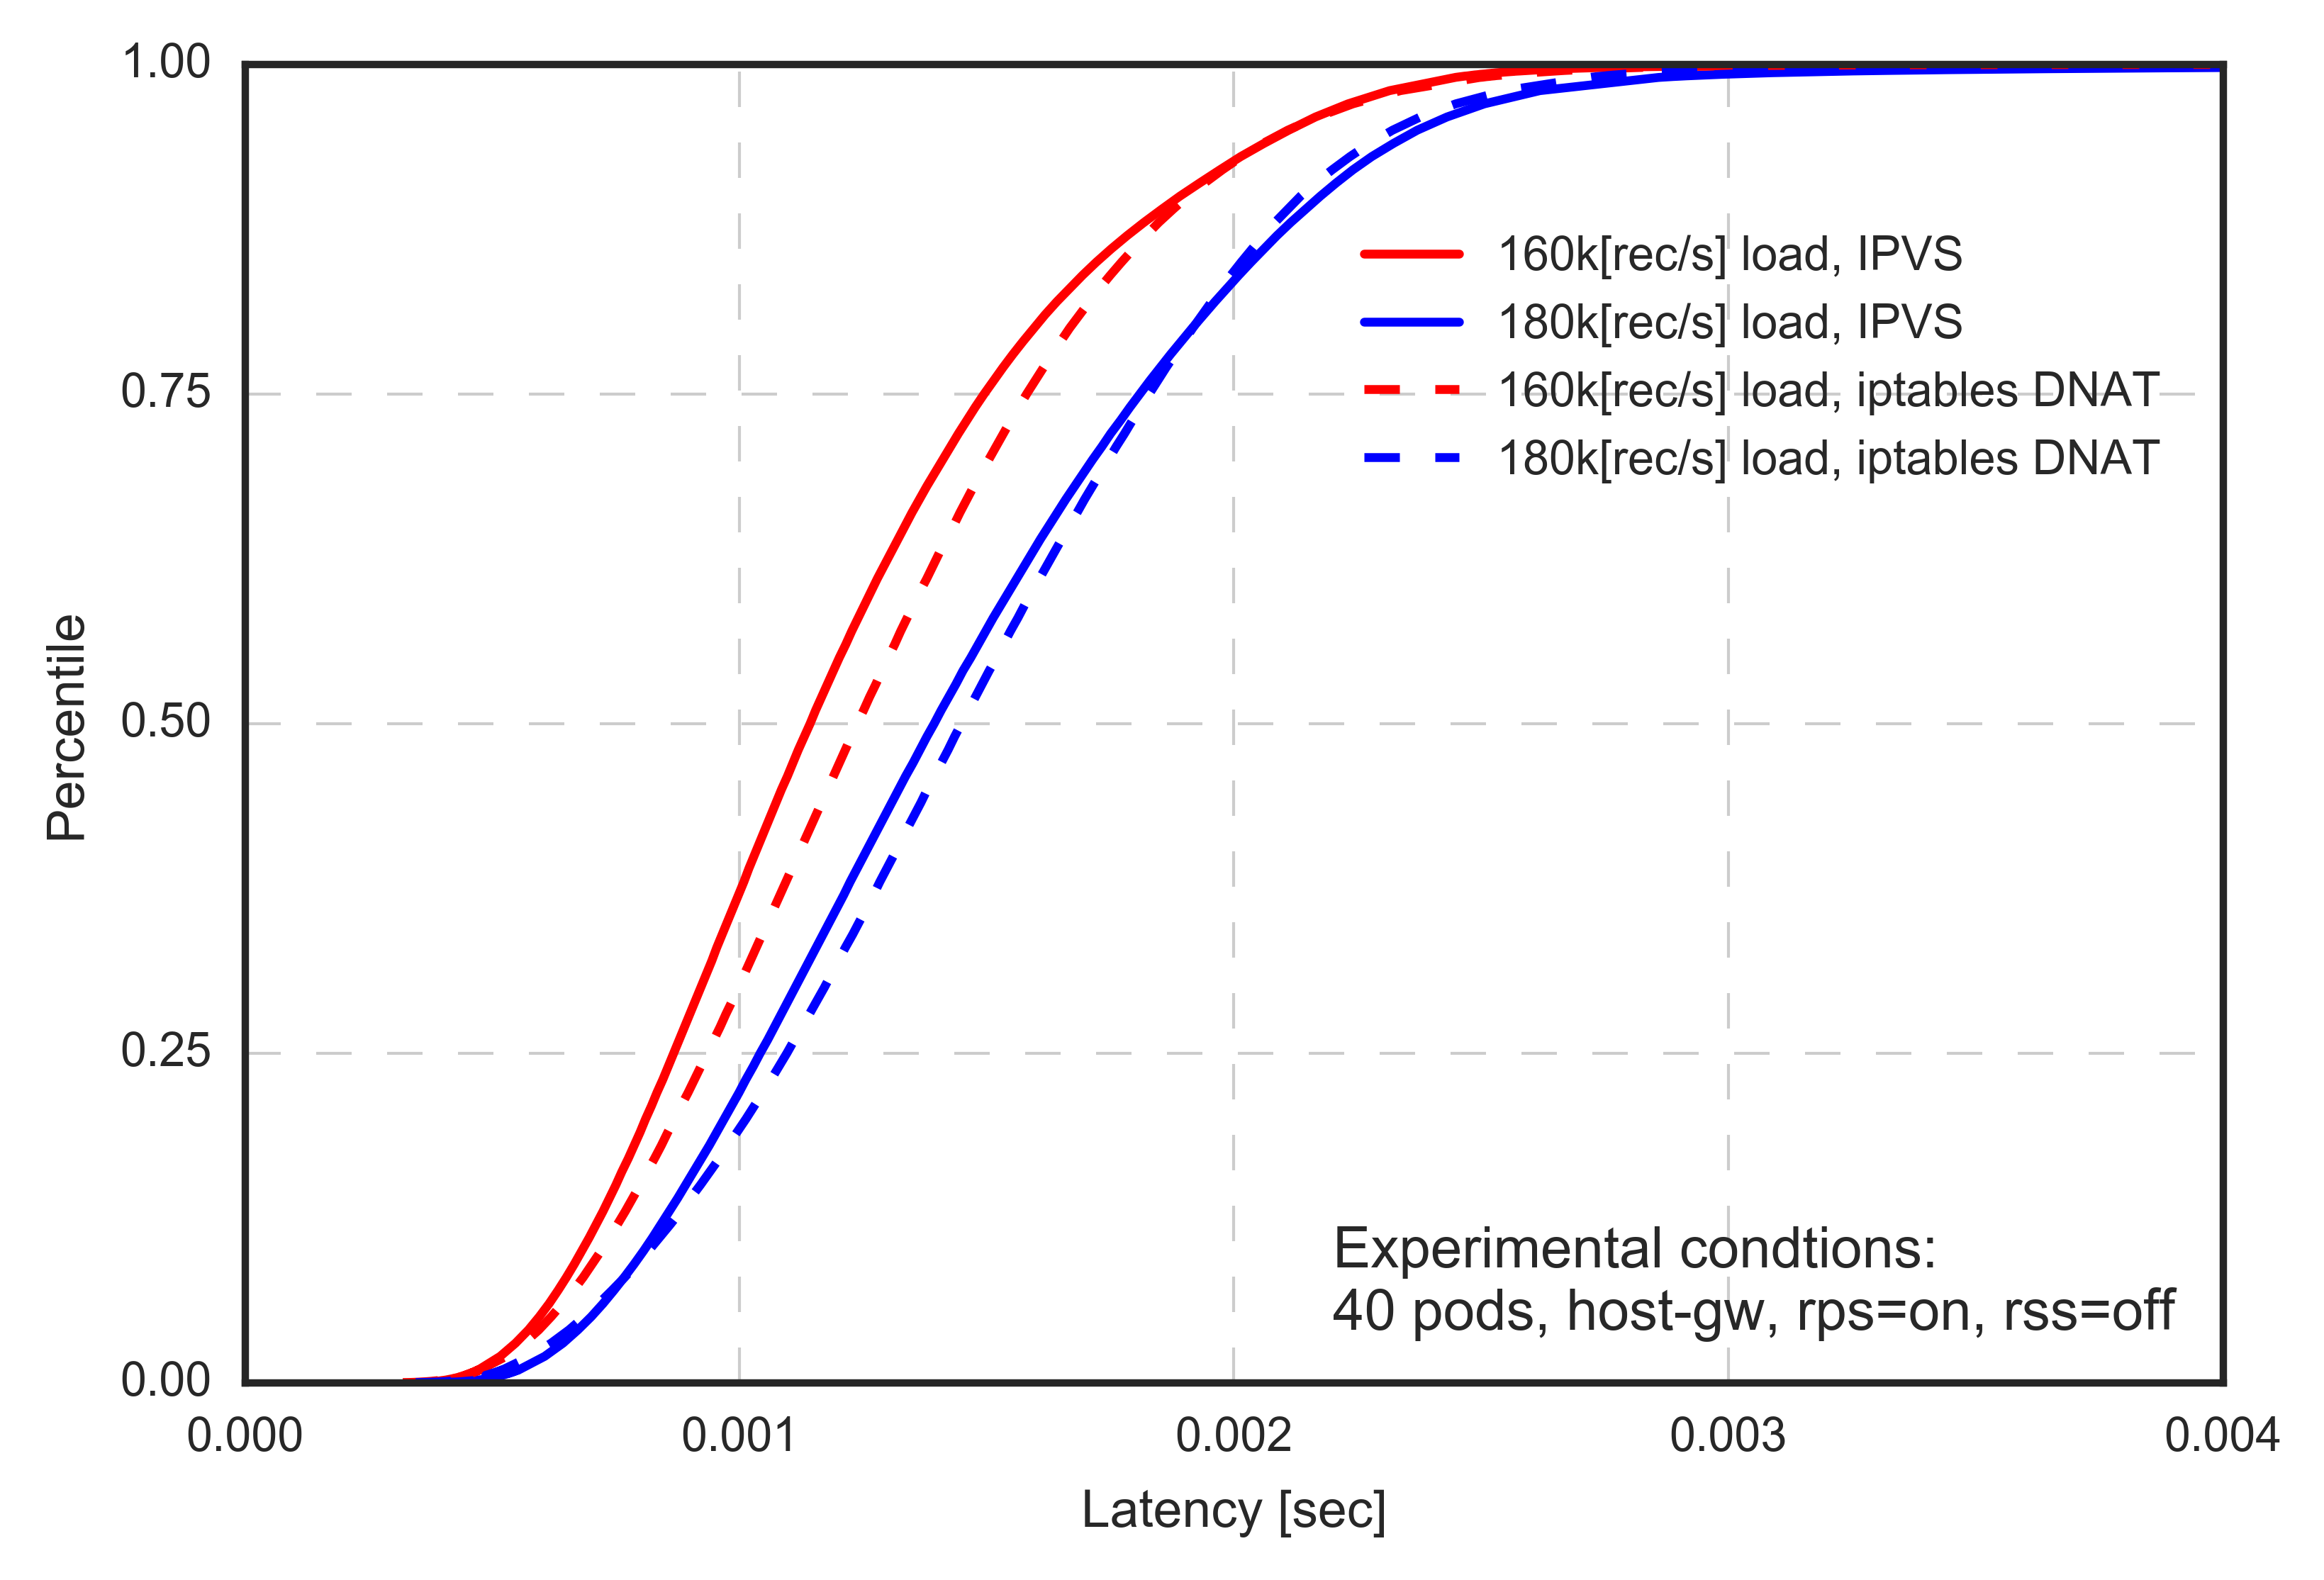 1.00
0.75
0.50
0.25
0.00
Percentile
160k[rec/s] load, IPVS
180k[rec/s] load, IPVS
160k[rec/s] load, iptables DNAT
180k[rec/s] load, iptables DNAT
Experimental condtions:
40 pods, host-gw, rps=on, rss=off
0.000 0.001 0.002 0.003 0.004
Latency [sec]